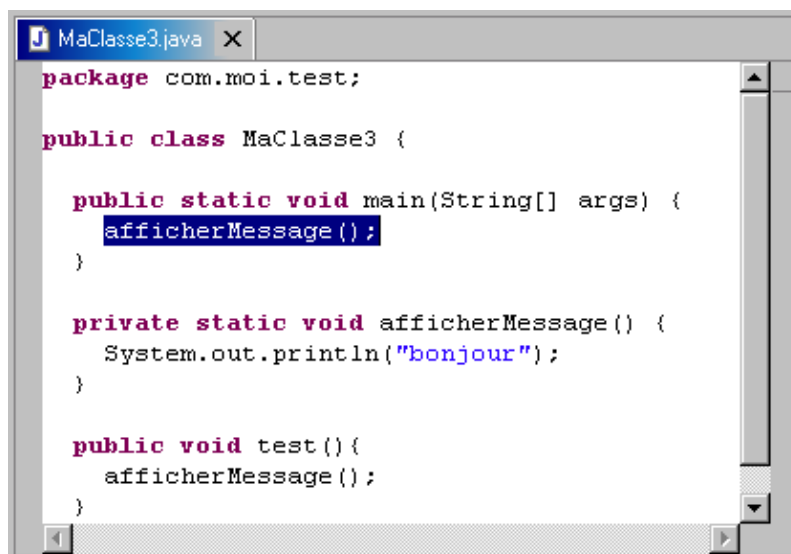 MaClasse3.java
package com.moi.test;
public class MaClasse3 {
public static void main(String[] args) {
afficherMessage();
}
private static void afficherMessage() {
System.out.println("bonjour");
}
public void test(){
afficherMessage();
}